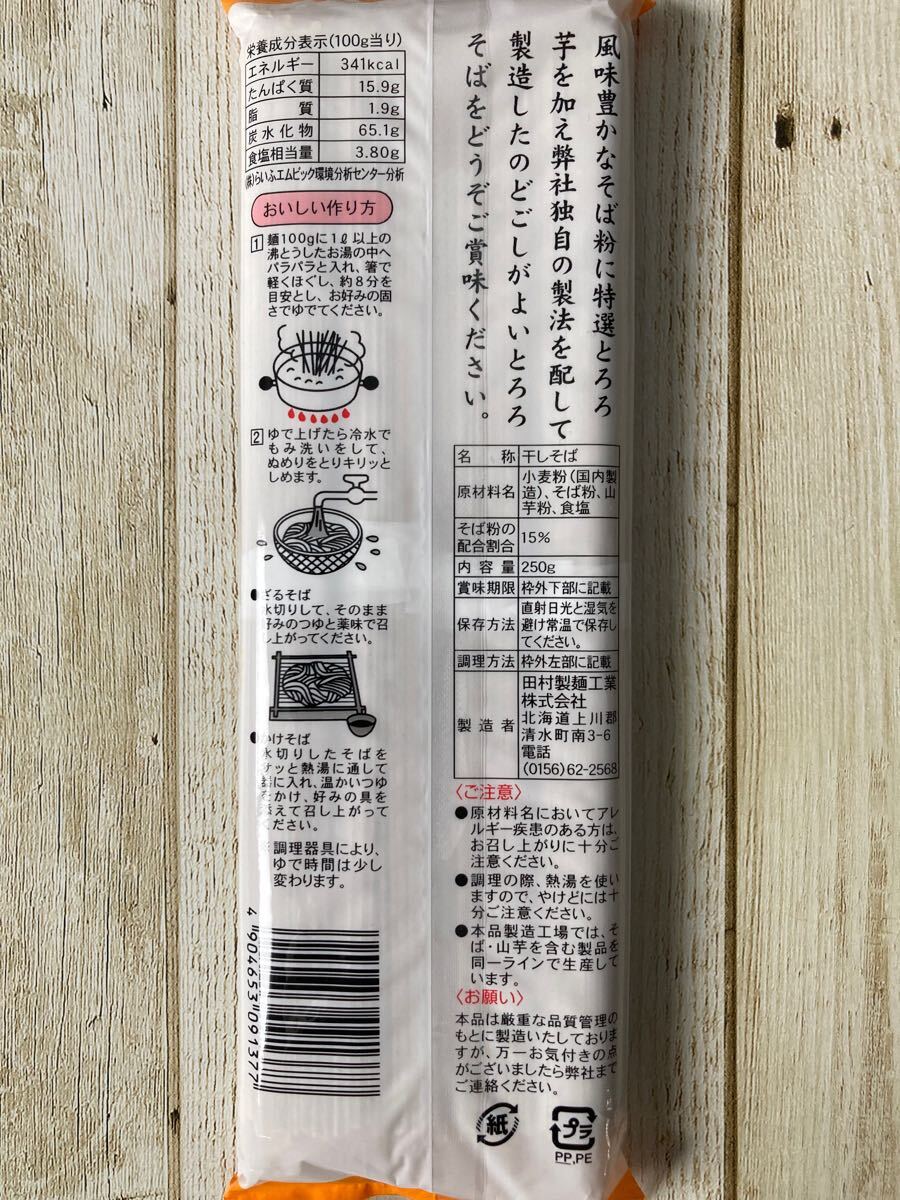 風味豊かなそば粉に特選とろろ
芋を加え弊社独自の製法を配して
製造したのどごしがよいとろろ
そばをどうぞご賞味ください。
栄養成分表示(100g当り)
エネルギー 341kcal
たんぱく質 15.9g
脂質 1.9g
炭水化物 65.1g
食塩相当量 3.80g
(株)らいふエムビック環境分析センター分析
おいしい作り方
1 麺100gに1ℓ以上の
沸とうしたお湯の中へ
パラパラと入れ、箸で
軽くほぐし、約8分を
目安とし、お好みの固
さでゆでてください。
2 ゆで上げたら冷水で
もみ洗いをして、
ぬめりをとりキリッと
しめます。
●ざるそば
水切りして、そのまま
好みのつゆと薬味で召
し上がってください。
●かけそば
水切りしたそばを
サッと熱湯に通して
器に入れ、温かいつゆ
をかけ、好みの具を
添えて召し上がって
ください。
※調理器具により、
ゆで時間は少し
変わります。
4 904653 091377
名称 干しそば
原材料名 小麦粉(国内製
造)、そば粉、山
芋粉、食塩
そば粉の
配合割合 15%
内容量 250g
賞味期限 枠外下部に記載
保存方法 直射日光と湿気を
避け常温で保存し
てください。
調理方法 枠外左部に記載
製造者 田村製麺工業
株式会社
北海道上川郡
清水町南3-6
電話
(0156)62-2568
〈ご注意〉
●原材料名においてアレ
ルギー疾患のある方は、
お召し上がりに十分ご
注意ください。
●調理の際、熱湯を使い
ますので、やけどには十
分ご注意ください。
●本品製造工場では、そ
ば・山芋を含む製品を
同一ラインで生産して
います。
〈お願い〉
本品は厳重な品質管理の
もとに製造いたしておりま
すが、万一お気付きの点
がございましたら弊社まで
ご連絡ください。
紙
プラ
PP,PE